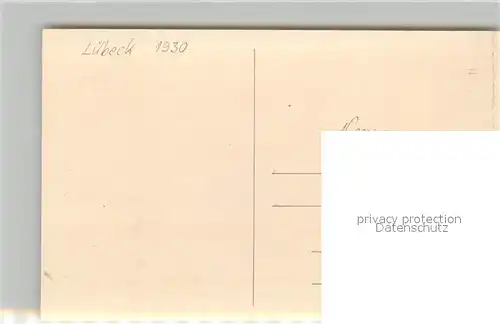 Lübeck 1930
privacy protection
Datenschutz